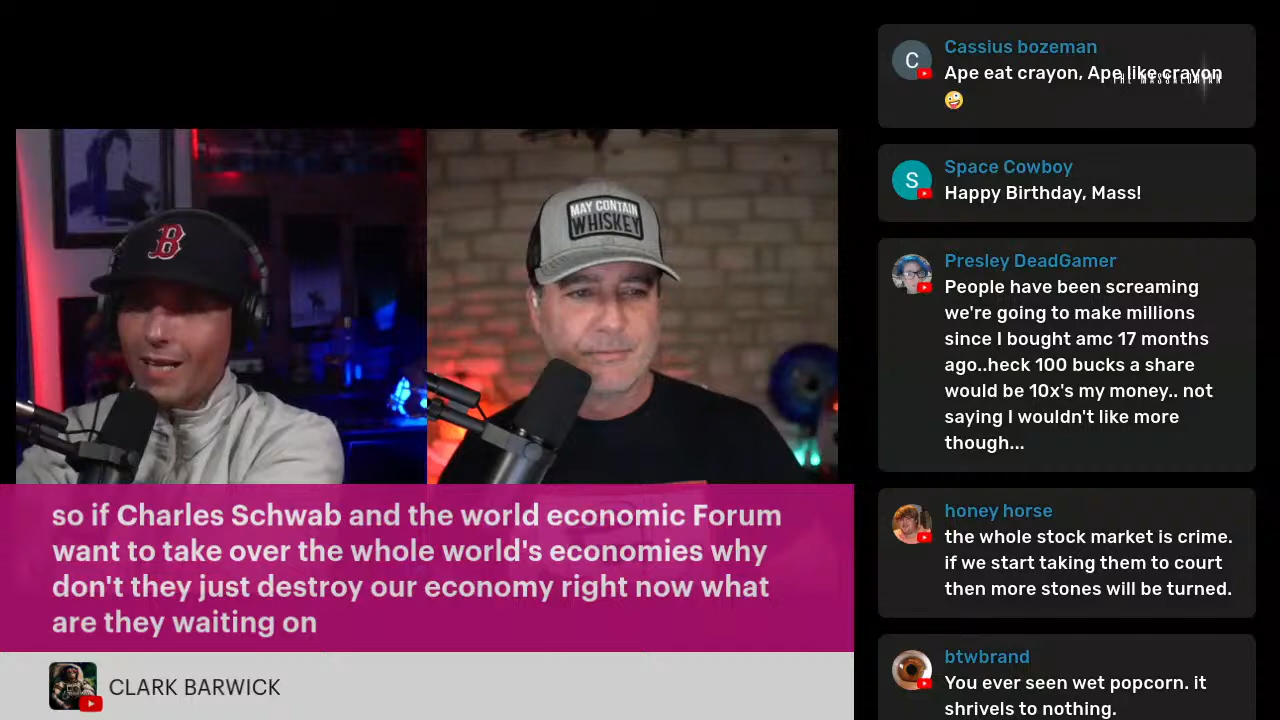 B
MAY CONTAIN
WHISKEY
so if Charles Schwab and the world economic Forum
want to take over the whole world's economies why
don't they just destroy our economy right now what
are they waiting on
CLARK BARWICK
C
Cassius bozeman
Ape eat crayon, Ape like crayon
🤪
S
Space Cowboy
Happy Birthday, Mass!
Presley DeadGamer
People have been screaming
we're going to make millions
since I bought amc 17 months
ago..heck 100 bucks a share
would be 10x's my money.. not
saying I wouldn't like more
though...
honey horse
the whole stock market is crime.
if we start taking them to court
then more stones will be turned.
btwbrand
You ever seen wet popcorn. it
shrivels to nothing.